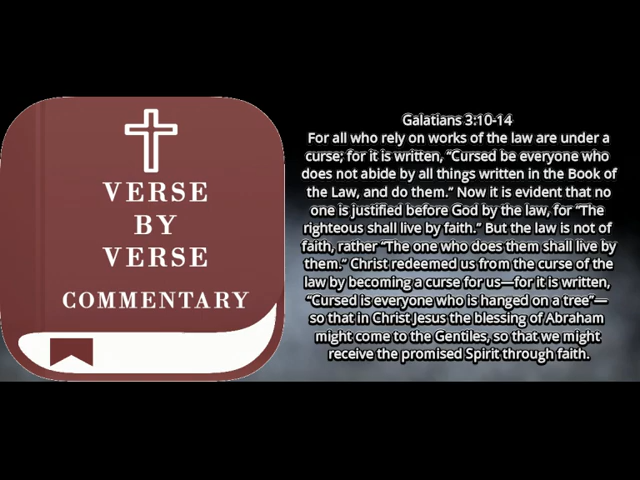 VERSE
BY
VERSE
COMMENTARY
Galatians 3:10-14
For all who rely on works of the law are under a
curse; for it is written, “Cursed be everyone who
does not abide by all things written in the Book of
the Law, and do them.” Now it is evident that no
one is justified before God by the law, for “The
righteous shall live by faith.” But the law is not of
faith, rather “The one who does them shall live by
them.” Christ redeemed us from the curse of the
law by becoming a curse for us—for it is written,
“Cursed is everyone who is hanged on a tree”—
so that in Christ Jesus the blessing of Abraham
might come to the Gentiles, so that we might
receive the promised Spirit through faith.